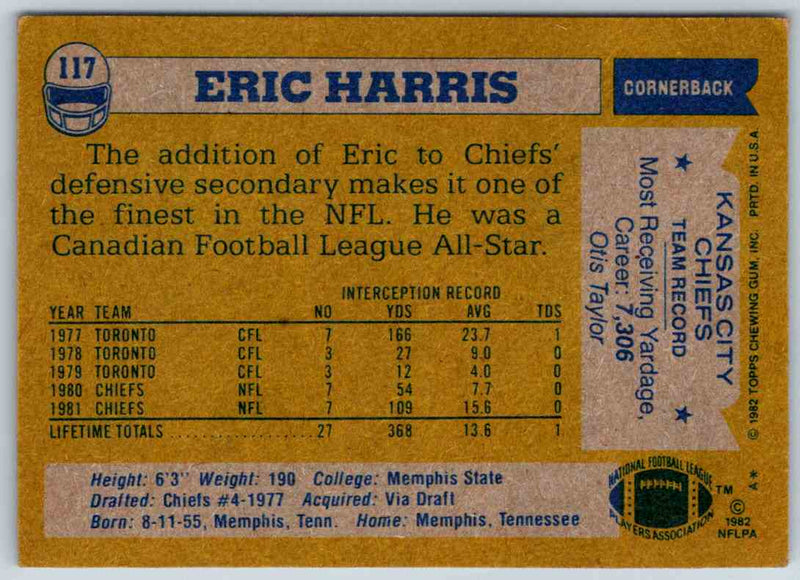 117
ERIC HARRIS
CORNERBACK
The addition of Eric to Chiefs'
defensive secondary makes it one of
the finest in the NFL. He was a
Canadian Football League All-Star.
INTERCEPTION RECORD
YEAR TEAM NO YDS AVG TDS
1977 TORONTO CFL 7 166 23.7 1
1978 TORONTO CFL 3 27 9.0 0
1979 TORONTO CFL 3 12 4.0 0
1980 CHIEFS NFL 7 54 7.7 0
1981 CHIEFS NFL 7 109 15.6 0
LIFETIME TOTALS .................... 27 368 13.6 1
KANSAS CITY
CHIEFS
★ TEAM RECORD ★
Most Receiving Yardage,
Career: 7,306
Otis Taylor
© 1982 TOPPS CHEWING GUM, INC. PRTD. IN U.S.A.
A*
Height: 6'3" Weight: 190 College: Memphis State
Drafted: Chiefs #4-1977 Acquired: Via Draft
Born: 8-11-55, Memphis, Tenn. Home: Memphis, Tennessee
NATIONAL FOOTBALL LEAGUE
PLAYERS ASSOCIATION
TM
©
1982
NFLPA